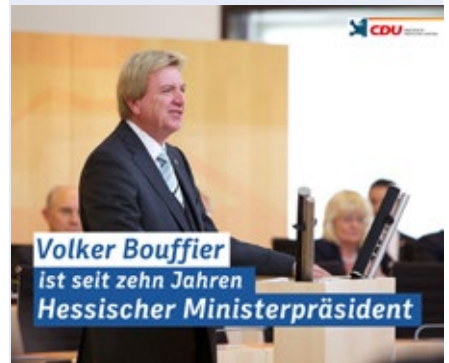 CDU
Volker Bouffier
ist seit zehn Jahren
Hessischer Ministerpräsident